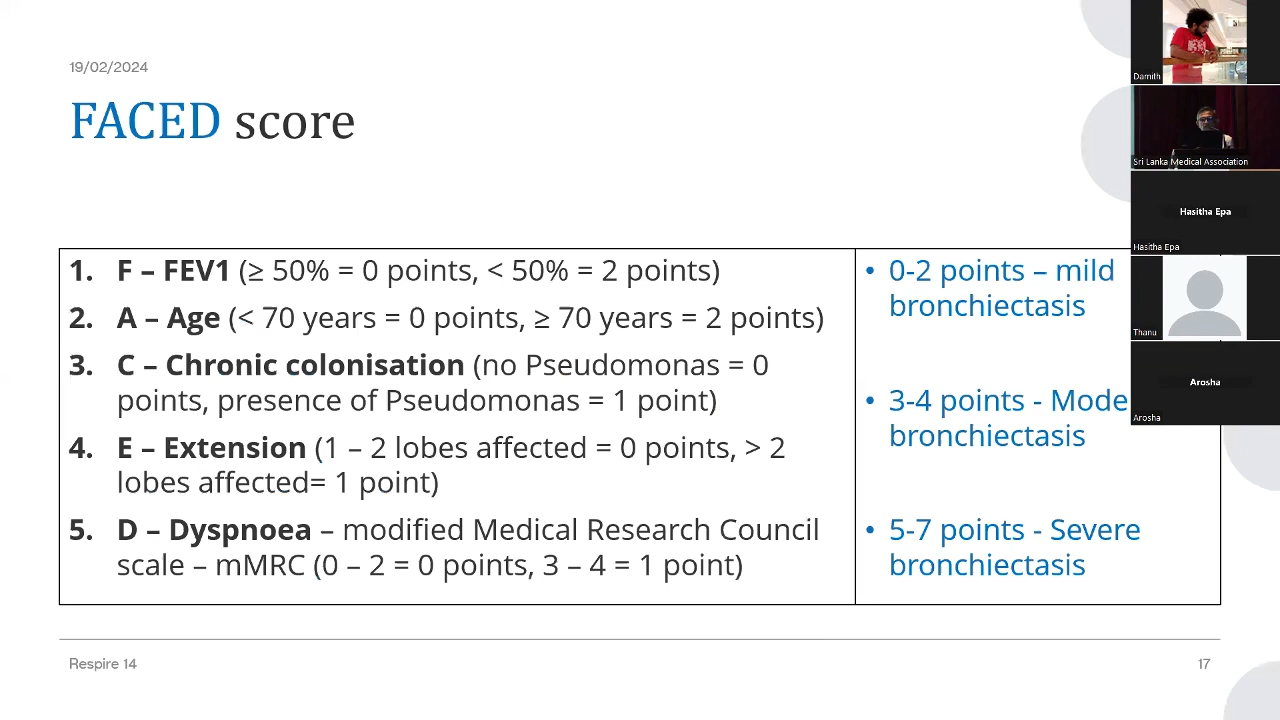 19/02/2024
FACED score
1. F – FEV1 (≥ 50% = 0 points, < 50% = 2 points)
2. A – Age (< 70 years = 0 points, ≥ 70 years = 2 points)
3. C – Chronic colonisation (no Pseudomonas = 0
points, presence of Pseudomonas = 1 point)
4. E – Extension (1 – 2 lobes affected = 0 points, > 2
lobes affected= 1 point)
5. D – Dyspnoea – modified Medical Research Council
scale – mMRC (0 – 2 = 0 points, 3 – 4 = 1 point)
• 0-2 points – mild
bronchiectasis
• 3-4 points - Mode
bronchiectasis
• 5-7 points - Severe
bronchiectasis
Respire 14
17
Damith
Sri Lanka Medical Association
Hasitha Epa
Hasitha Epa
Thanu
Arosha
Arosha